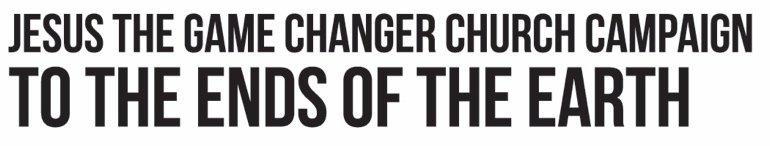 JESUS THE GAME CHANGER CHURCH CAMPAIGN
TO THE ENDS OF THE EARTH